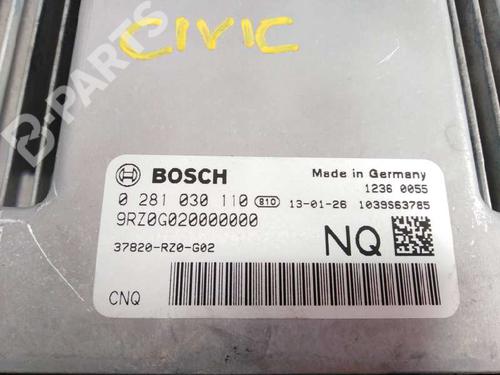 B-PARTS
CIVIC
BOSCH
Made in Germany
0 281 030 110 810 13-01-26 1236 0055
1039S63785
9RZ0G020000000
NQ
37820-RZ0-G02
CNQ